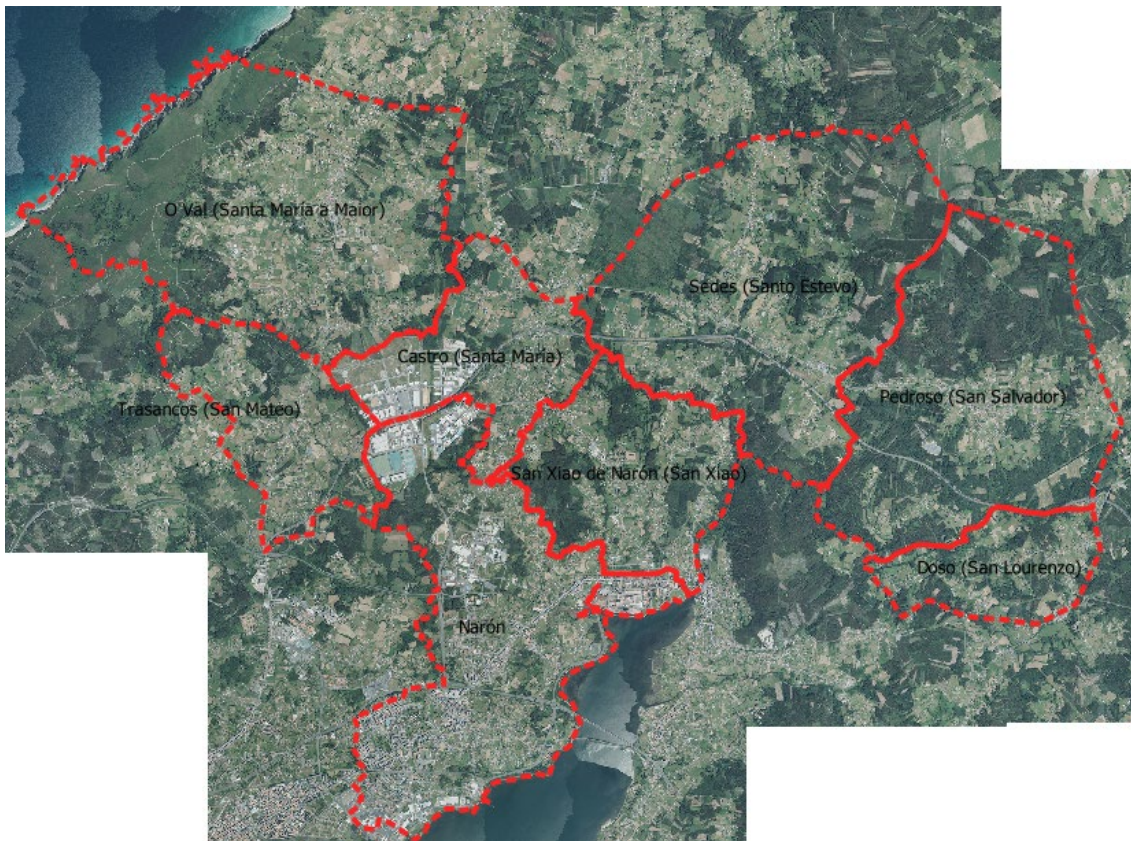 O Val (Santa María a Maior)
Sedes (Santo Estevo)
Castro (Santa María)
Pedroso (San Salvador)
Trasancos (San Mateo)
San Xiao de Narón (San Xiao)
Doso (San Lourenzo)
Narón